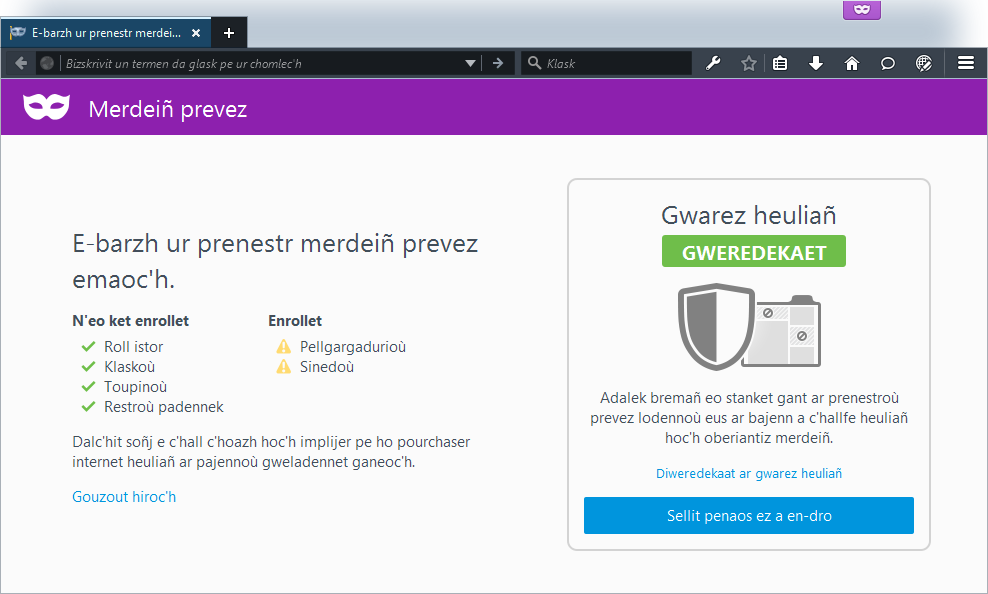 E-barzh ur prenestr merdei...
Bizskrivit un termen da glask pe ur chomlec'h
Klask
Merdeiñ prevez
E-barzh ur prenestr merdeiñ prevez
emaoc'h.
N'eo ket enrollet
Roll istor
Klaskoù
Toupinoù
Restroù padennek
Enrollet
Pellgargadurioù
Sinedoù
Dalc'hit soñj e c'hall c'hoazh hoc'h implijer pe ho pourchaser
internet heuliañ ar pajennoù gweladennet ganeoc'h.
Gouzout hiroc'h
Gwarez heuliañ
GWEREDEKAET
Adalek bremañ eo stanket gant ar prenestroù
prevez lodennoù eus ar bajenn a c'hallfe heuliañ
hoc'h oberiantiz merdeiñ.
Diweredekaat ar gwarez heuliañ
Sellit penaos ez a en-dro